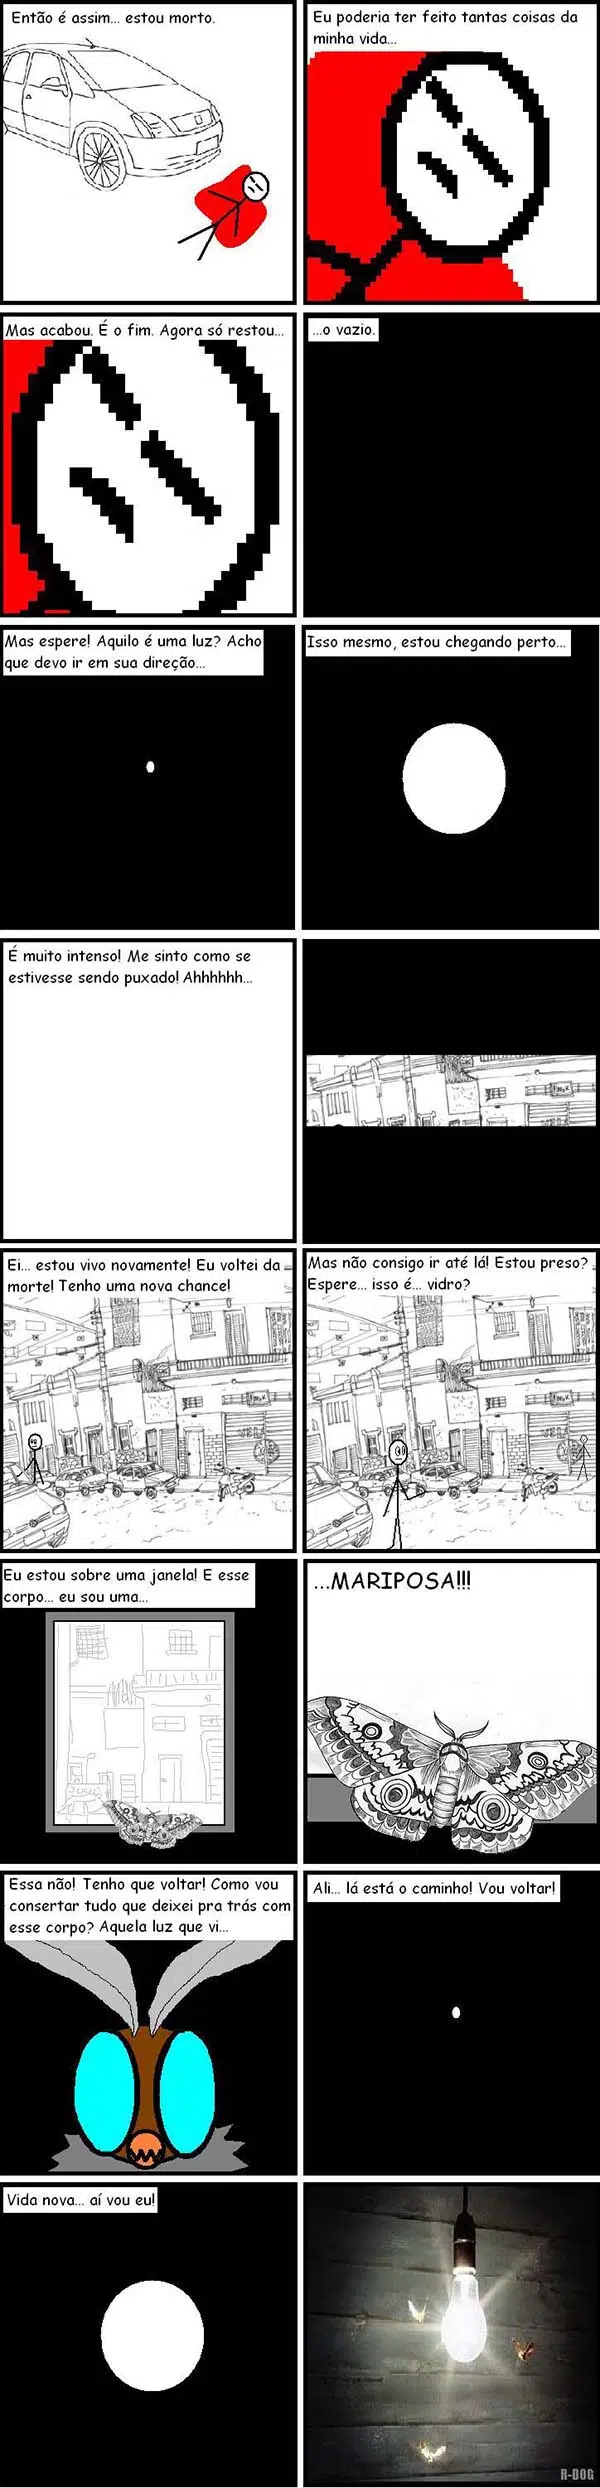 Então é assim... estou morto.
Eu poderia ter feito tantas coisas da
minha vida...
Mas acabou. É o fim. Agora só restou...
...o vazio.
Mas espere! Aquilo é uma luz? Acho
que devo ir em sua direção...
Isso mesmo, estou chegando perto...
É muito intenso! Me sinto como se
estivesse sendo puxado! Ahhhhhh...
Ei... estou vivo novamente! Eu voltei da
morte! Tenho uma nova chance!
Mas não consigo ir até lá! Estou preso?
Espere... isso é... vidro?
Eu estou sobre uma janela! E esse
corpo... eu sou uma...
...MARIPOSA!!!
Essa não! Tenho que voltar! Como vou
consertar tudo que deixei pra trás com
esse corpo? Aquela luz que vi...
Ali... lá está o caminho! Vou voltar!
Vida nova... aí vou eu!
R-DOG